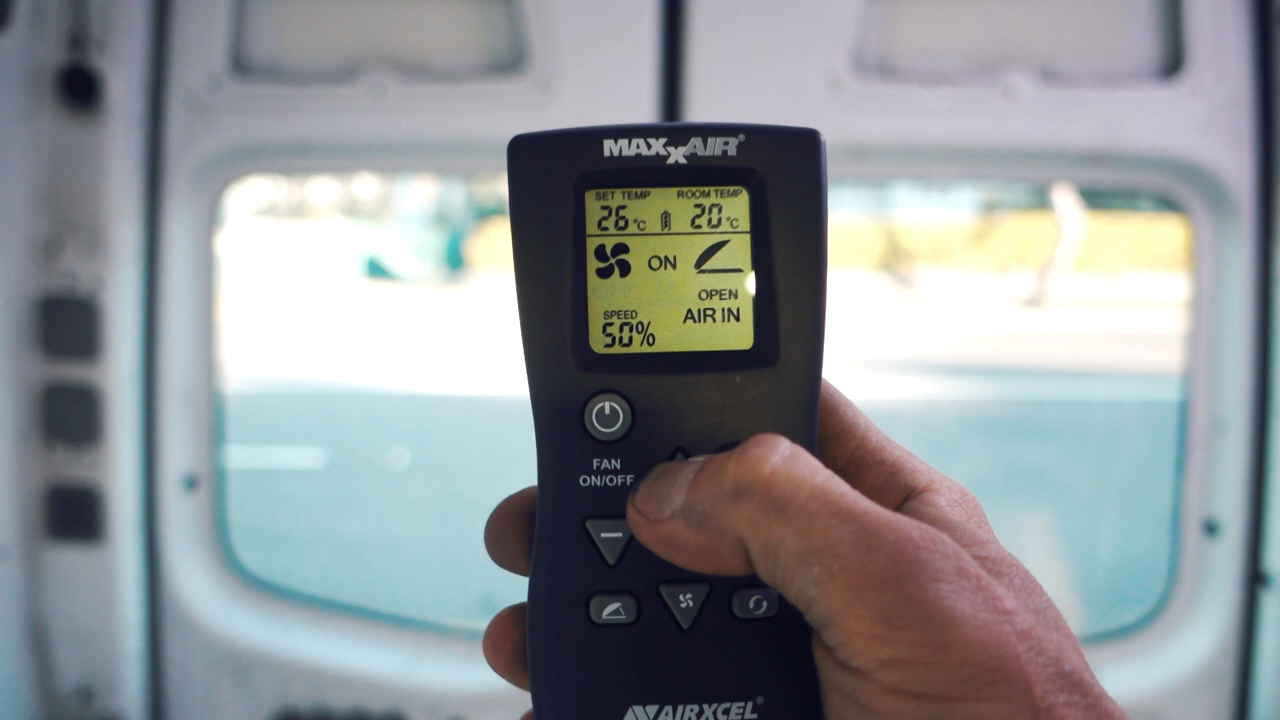 MAXXAIR®
SET TEMP ROOM TEMP
26°C 20°C
ON
OPEN
SPEED AIR IN
50%
FAN
ON/OFF
AIRXCEL®